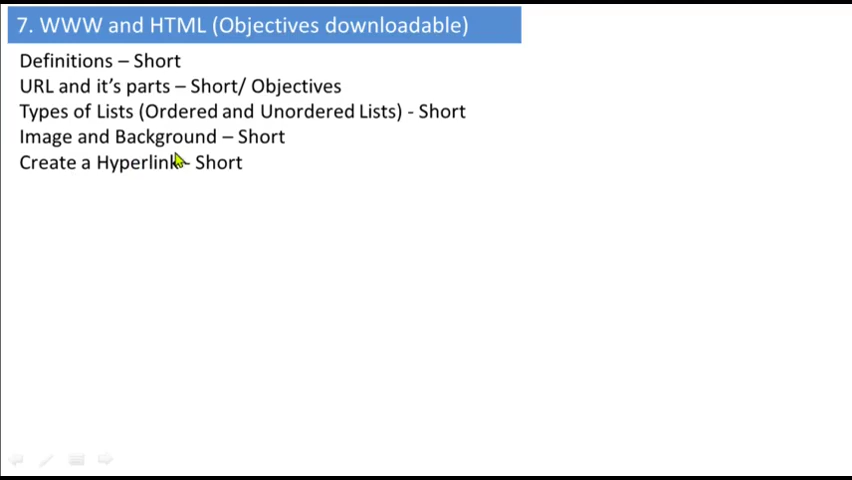 7. WWW and HTML (Objectives downloadable)
Definitions – Short
URL and it's parts – Short/ Objectives
Types of Lists (Ordered and Unordered Lists) - Short
Image and Background – Short
Create a Hyperlink - Short